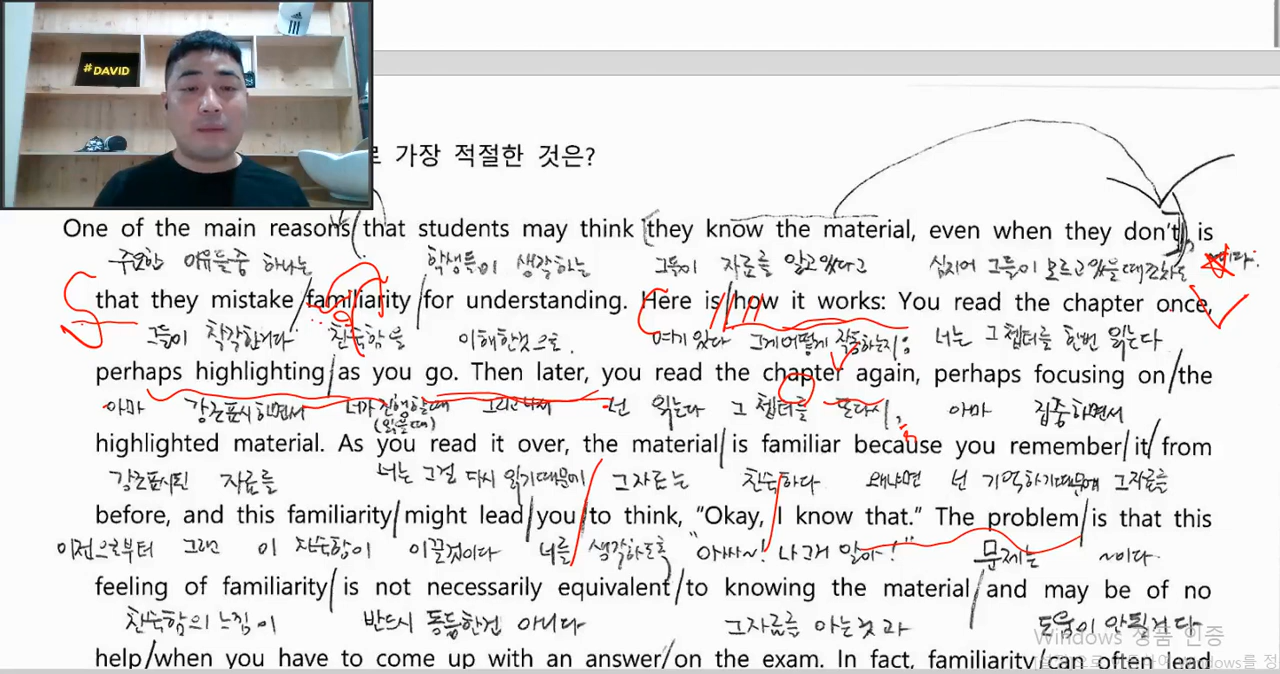 #DAVID
로 가장 적절한 것은?
One of the main reasons that students may think they know the material, even when they don't, is
주요한 이유들중 하나는 학생들이 생각하는 그들이 자료를 알고있다고 심지어 그들이 모르고있을때조차도
that they mistake familiarity for understanding. Here is how it works: You read the chapter once,
그들이 착각한거다 친숙함을 이해한것으로. 여기 있다 그게어떻게 작동하는지; 너는 그 챕터를 한번 읽는다
perhaps highlighting as you go. Then later, you read the chapter again, perhaps focusing on the
아마 강조표시하면서 너가 진행할때 그리고나서 넌 읽는다 그 챕터를 또다시, 아마 집중하면서
(읽을때)
highlighted material. As you read it over, the material is familiar because you remember it from
강조표시된 자료를 너는 그걸 다시 읽기때문에 그자료는 친숙하다 왜냐면 넌 기억하기때문에 그자료를
before, and this familiarity might lead you to think, “Okay, I know that.” The problem is that this
이전으로부터 그런 이 친숙함이 이끌것이다 너를 생각하도록 “아싸~! 나 그거 알아!” 문제는 ~이다.
feeling of familiarity is not necessarily equivalent to knowing the material and may be of no
친숙함의 느낌이 반드시 동등한건 아니다 그자료를 아는것과 도움이 안될거다
Windows 정품 인증
help when you have to come up with an answer on the exam. In fact, familiarity can often lead